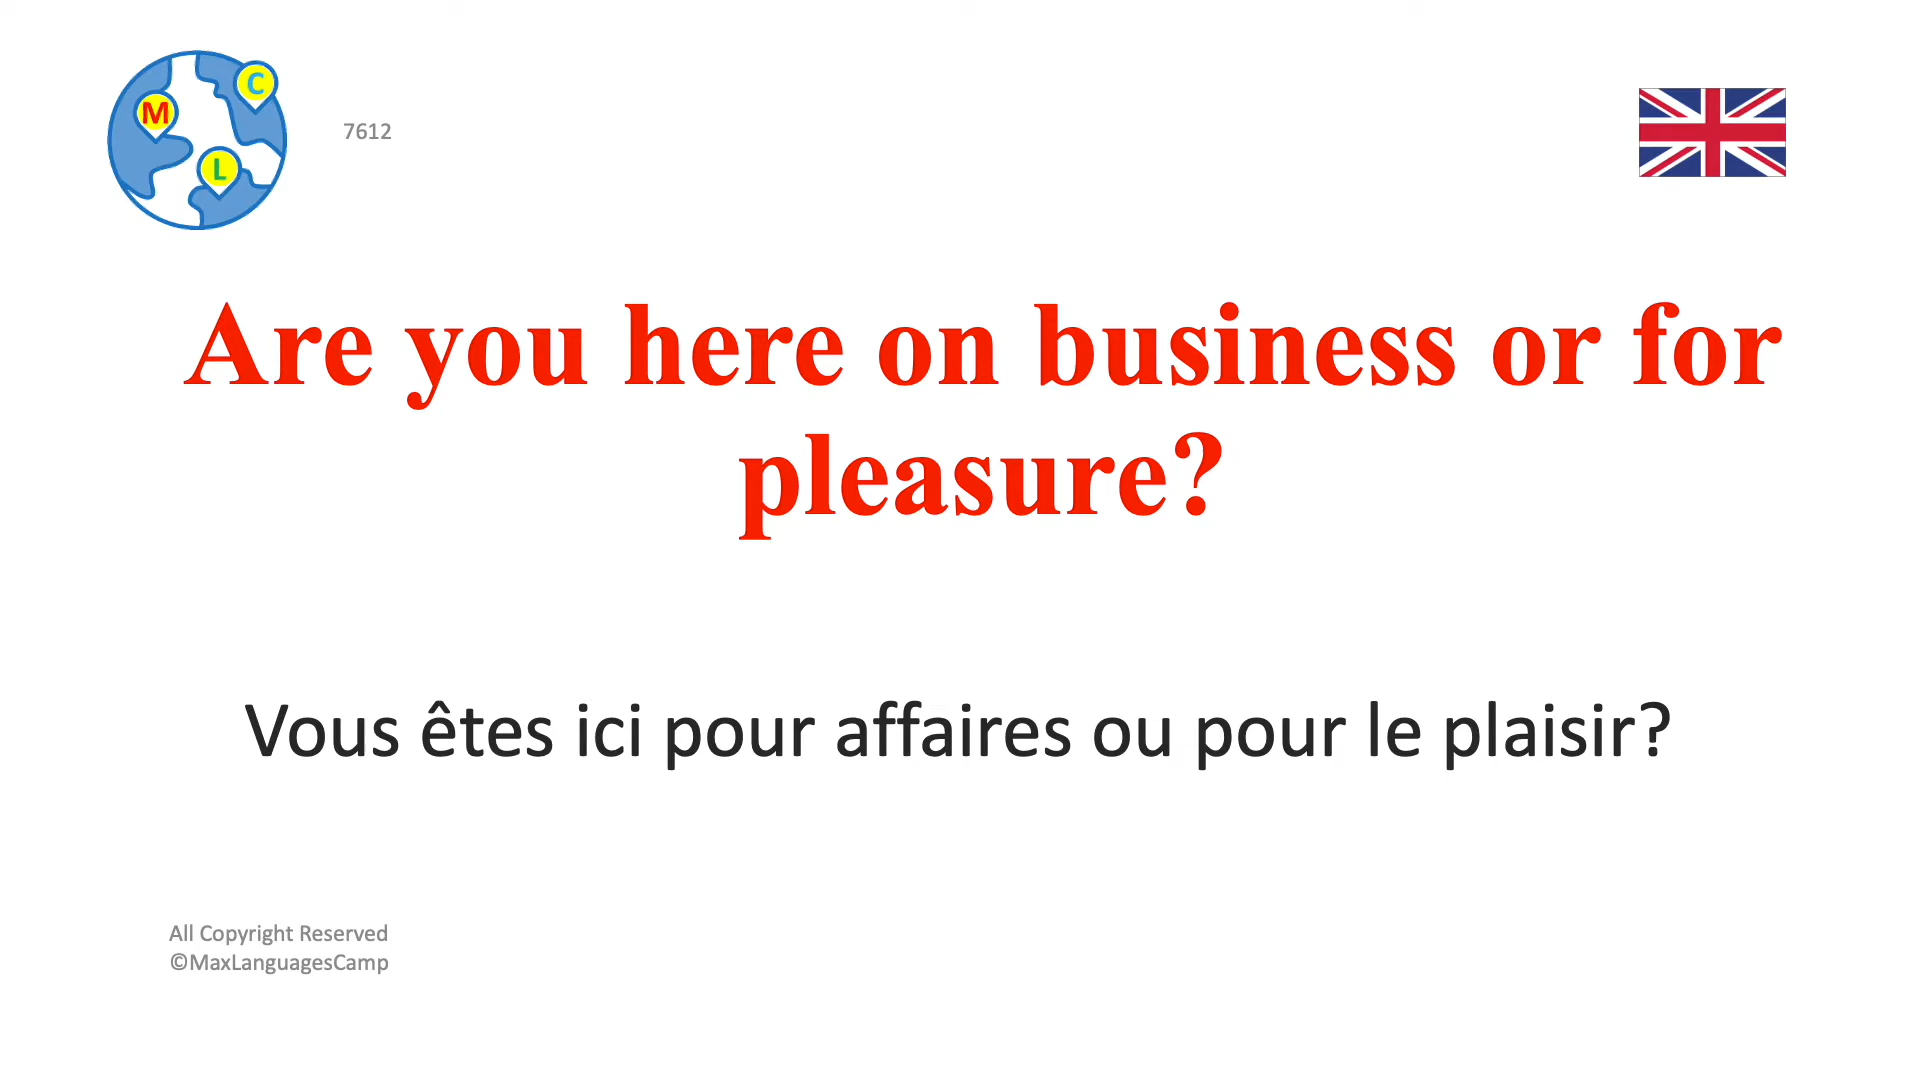 M
C
L
7612
Are you here on business or for
pleasure?
Vous êtes ici pour affaires ou pour le plaisir?
All Copyright Reserved
©MaxLanguagesCamp